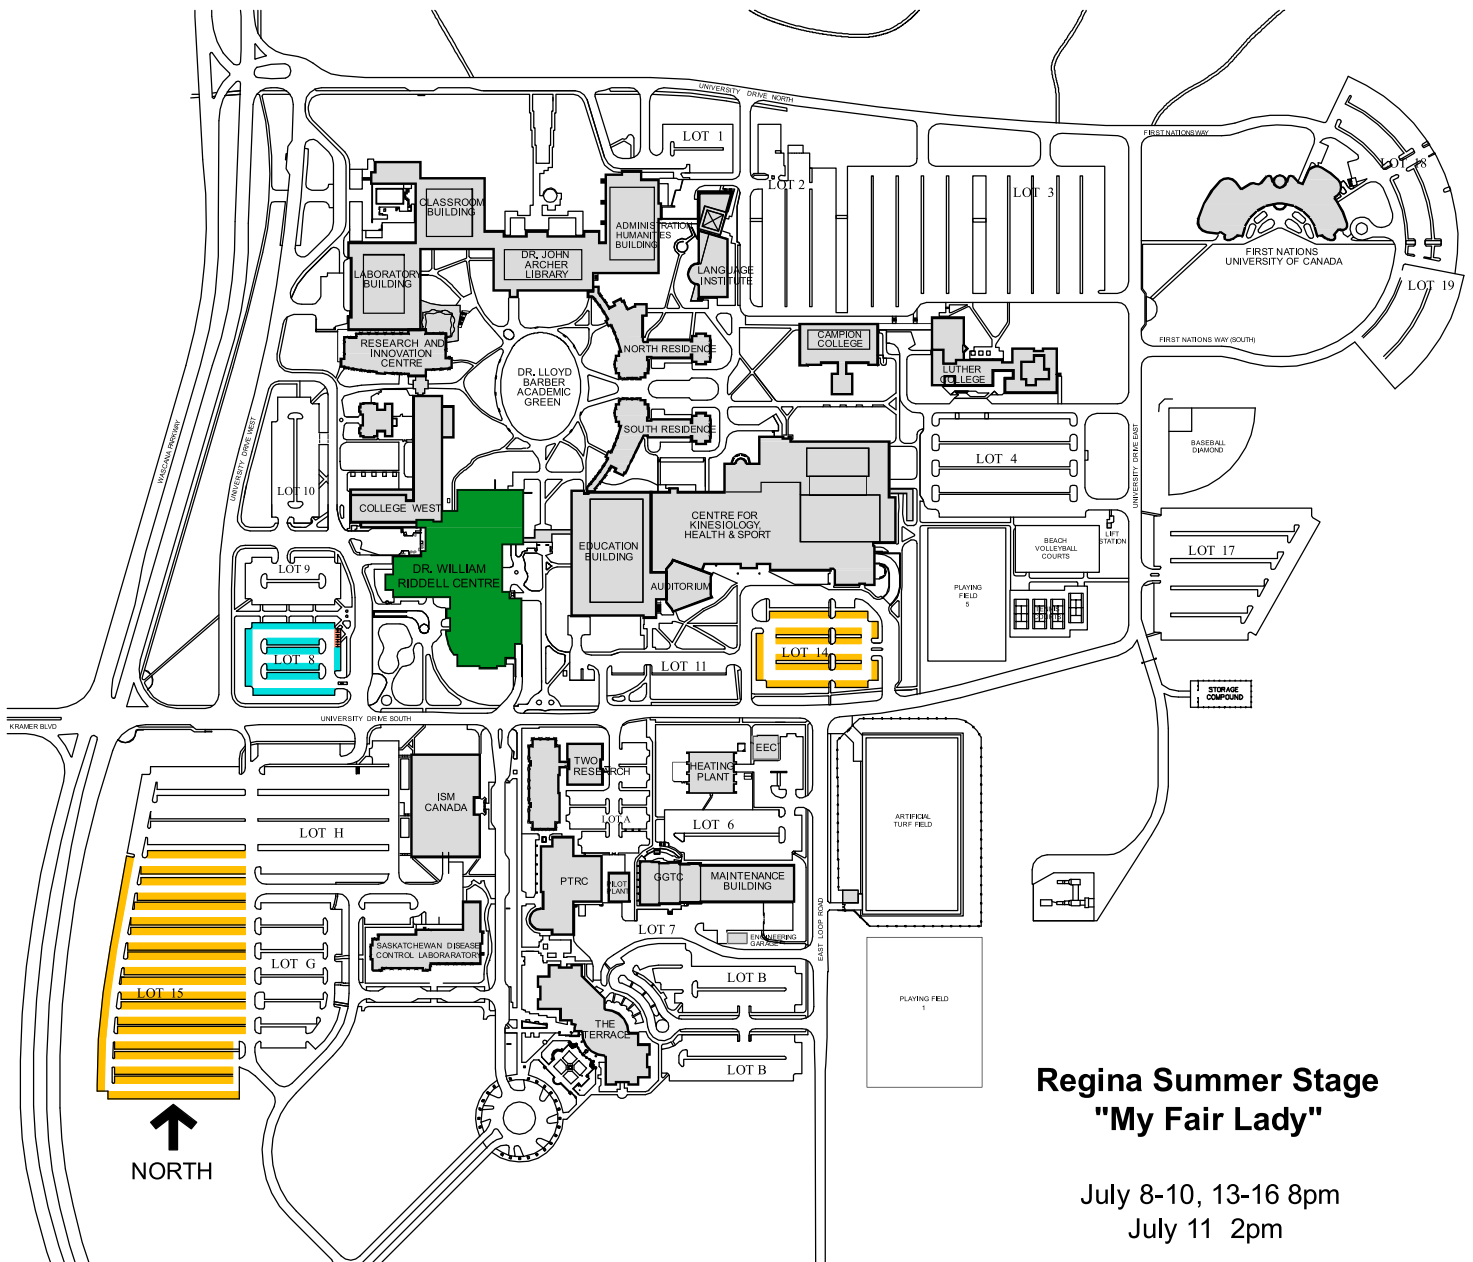 UNIVERSITY DRIVE NORTH
FIRST NATIONSWAY
LOT 1
LOT 2
LOT 3
LOT 18
CLASSROOM
BUILDING
ADMINISTRATION
HUMANITIES
BUILDING
DR. JOHN
ARCHER
LIBRARY
LANGUAGE
INSTITUTE
LABORATORY
BUILDING
FIRST NATIONS
UNIVERSITY OF CANADA
LOT 19
RESEARCH AND
INNOVATION
CENTRE
NORTH RESIDENCE
CAMPION
COLLEGE
FIRST NATIONS WAY (SOUTH)
DR. LLOYD
BARBER
ACADEMIC
GREEN
LUTHER
COLLEGE
SOUTH RESIDENCE
WASCANA PARKWAY
UNIVERSITY DRIVE WEST
UNIVERSITY DRIVE EAST
BASEBALL
DIAMOND
LOT 4
LOT 10
COLLEGE WEST
CENTRE FOR
KINESIOLOGY,
HEALTH & SPORT
EDUCATION
BUILDING
LIFT
STATION
BEACH
VOLLEYBALL
COURTS
LOT 17
LOT 9
DR. WILLIAM
RIDDELL CENTRE
AUDITORIUM
PLAYING
FIELD
5
TENNIS
COURTS
LOT 8
LOT 11
LOT 14
STORAGE
COMPOUND
KRAMER BLVD
UNIVERSITY DRIVE SOUTH
TWO
RESEARCH
HEATING
PLANT
EEC
ISM
CANADA
LOT H
LOT A
LOT 6
ARTIFICIAL
TURF FIELD
PTRC
PILOT
PLANT
GGTC
MAINTENANCE
BUILDING
EAST LOOP ROAD
LOT 7
ENGINEERING
GARAGE
SASKATCHEWAN DISEASE
CONTROL LABORARATORY
LOT G
LOT B
LOT 15
PLAYING FIELD
1
THE
TERRACE
LOT B
NORTH
Regina Summer Stage
"My Fair Lady"
July 8-10, 13-16 8pm
July 11 2pm